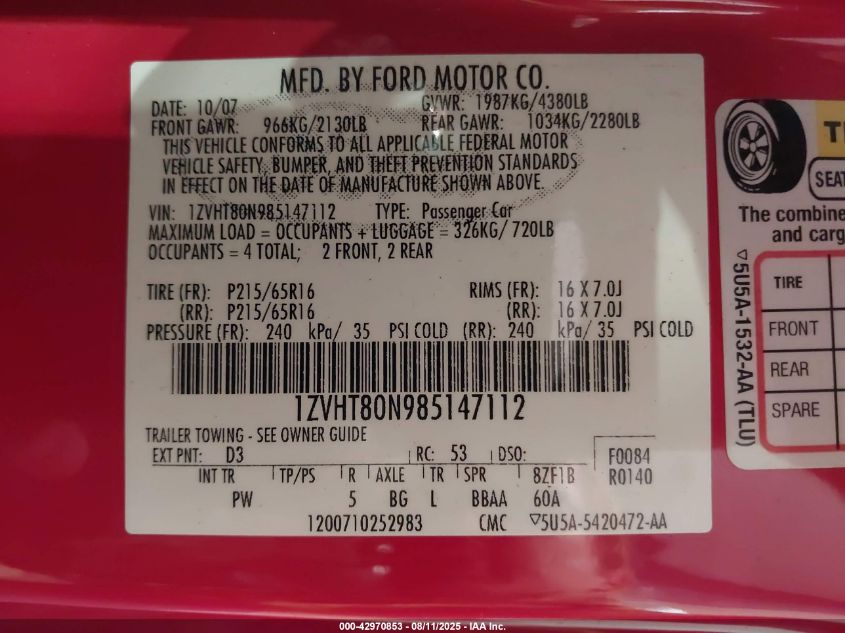 MFD. BY FORD MOTOR CO.
DATE: 10/07 GVWR: 1987KG/4380LB
FRONT GAWR: 966KG/2130LB REAR GAWR: 1034KG/2280LB
THIS VEHICLE CONFORMS TO ALL APPLICABLE FEDERAL MOTOR
VEHICLE SAFETY, BUMPER, AND THEFT PREVENTION STANDARDS
IN EFFECT ON THE DATE OF MANUFACTURE SHOWN ABOVE.
VIN: 1ZVHT80N985147112 TYPE: Passenger Car
MAXIMUM LOAD = OCCUPANTS + LUGGAGE = 326KG/ 720LB
OCCUPANTS = 4 TOTAL; 2 FRONT, 2 REAR
TIRE (FR): P215/65R16 RIMS (FR): 16 X 7.0J
(RR): P215/65R16 (RR): 16 X 7.0J
PRESSURE (FR): 240 kPa/ 35 PSI COLD (RR): 240 kPa/ 35 PSI COLD
1ZVHT80N985147112
TRAILER TOWING - SEE OWNER GUIDE
EXT PNT: D3 RC: 53 DSO: F0084
INT TR TP/PS R AXLE TR SPR 8ZF1B R0140
PW 5 BG L BBAA 60A
1200710252983 CMC ▽5U5A-5420472-AA
SEAT
The combine
and carg
TIRE
FRONT
REAR
SPARE
▽5U5A-1532-AA (TLU)
000-42970853 - 08/11/2025 - IAA Inc.